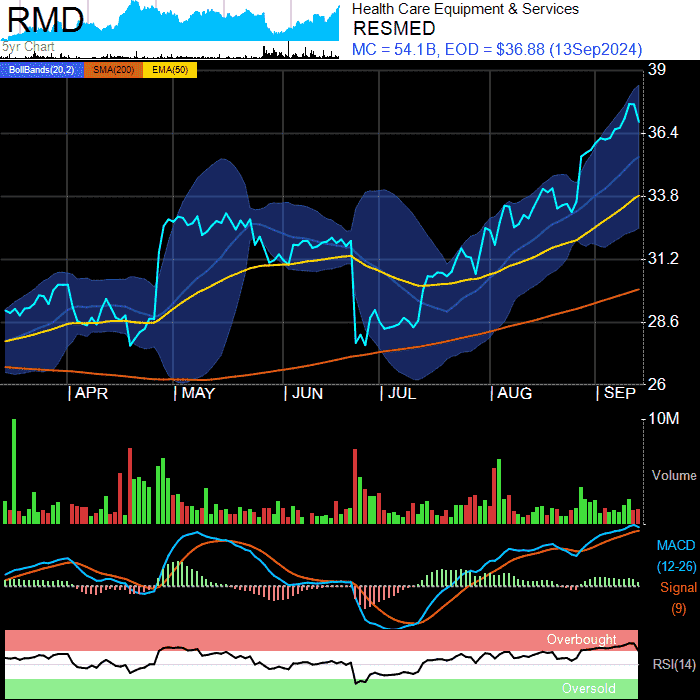 RMD
5yr Chart
Health Care Equipment & Services
RESMED
MC = 54.1B, EOD = $36.88 (13Sep2024)
BollBands(20,2) SMA(200) EMA(50)
39
36.4
33.8
31.2
28.6
26
| APR | MAY | JUN | JUL | AUG | SEP
10M
Volume
MACD
(12-26)
Signal
(9)
Overbought
RSI(14)
Oversold